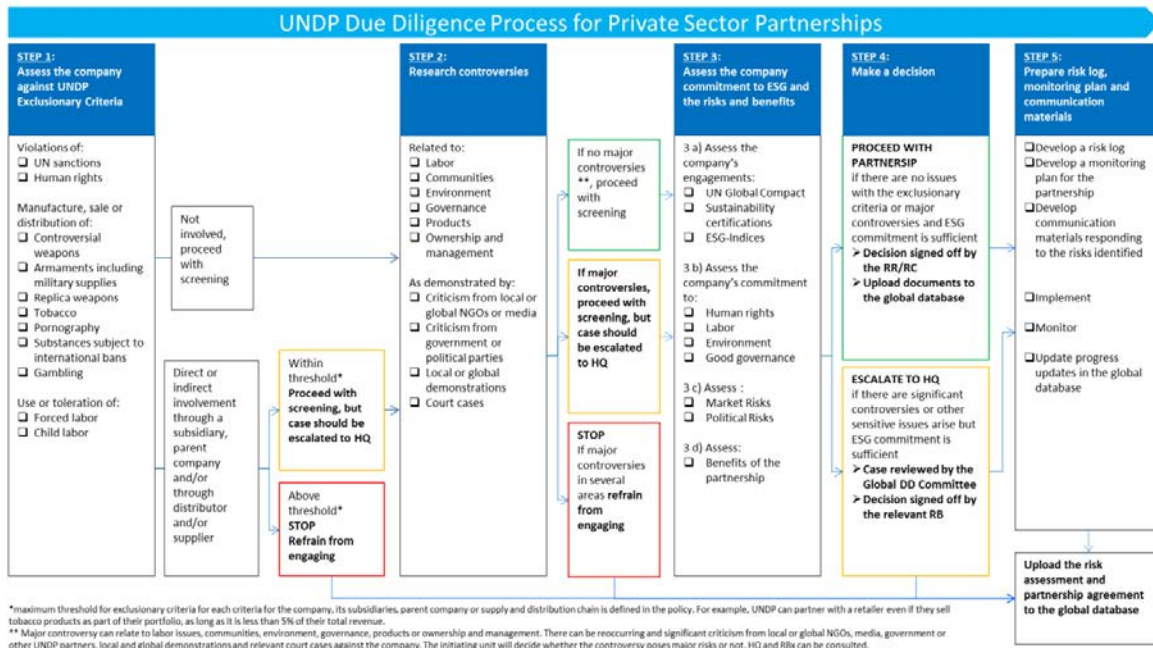 UNDP Due Diligence Process for Private Sector Partnerships
STEP 1:
Assess the company
against UNDP
Exclusionary Criteria
Violations of:
❑ UN sanctions
❑ Human rights
Manufacture, sale or
distribution of:
❑ Controversial
weapons
❑ Armaments including
military supplies
❑ Replica weapons
❑ Tobacco
❑ Pornography
❑ Substances subject to
international bans
❑ Gambling
Use or toleration of:
❑ Forced labor
❑ Child labor
Not
involved,
proceed
with
screening
Direct or
indirect
involvement
through a
subsidiary,
parent
company
and/or
through
distributor
and/or
supplier
Within
threshold*
Proceed with
screening, but
case should be
escalated to HQ
Above
threshold*
STOP
Refrain from
engaging
STEP 2:
Research controversies
Related to:
❑ Labor
❑ Communities
❑ Environment
❑ Governance
❑ Products
❑ Ownership and
management
As demonstrated by:
❑ Criticism from local or
global NGOs or media
❑ Criticism from
government or
political parties
❑ Local or global
demonstrations
❑ Court cases
If no major
controversies
**, proceed
with
screening
If major
controversies,
proceed with
screening, but
case should
be escalated
to HQ
STOP
If major
controversies
in several
areas refrain
from
engaging
STEP 3:
Assess the company
commitment to ESG and
the risks and benefits
3 a) Assess the
company's
engagements:
❑ UN Global Compact
❑ Sustainability
certifications
❑ ESG-Indices
3 b) Assess the
company's commitment
to:
❑ Human rights
❑ Labor
❑ Environment
❑ Good governance
3 c) Assess :
❑ Market Risks
❑ Political Risks
3 d) Assess:
❑ Benefits of the
partnership
STEP 4:
Make a decision
PROCEED WITH
PARTNERSIP
if there are no issues
with the exclusionary
criteria or major
controversies and ESG
commitment is sufficient
➢ Decision signed off by
the RR/RC
➢ Upload documents to
the global database
ESCALATE TO HQ
if there are significant
controversies or other
sensitive issues arise but
ESG commitment is
sufficient
➢ Case reviewed by the
Global DD Committee
➢ Decision signed off by
the relevant RB
STEP 5:
Prepare risk log,
monitoring plan and
communication
materials
❑Develop a risk log
❑Develop a monitoring
plan for the
partnership
❑Develop
communication
materials responding
to the risks identified
❑Implement
❑Monitor
❑Update progress
updates in the global
database
Upload the risk
assessment and
partnership agreement
to the global database
*maximum threshold for exclusionary criteria for each criteria for the company, its subsidiaries, parent company or supply and distribution chain is defined in the policy. For example, UNDP can partner with a retailer even if they sell
tobacco products as part of their portfolio, as long as it is less than 5% of their total revenue.
** Major controversy can relate to labor issues, communities, environment, governance, products or ownership and management. There can be reoccurring and significant criticism from local or global NGOs, media, government or
other UNDP partners, local and global demonstrations and relevant court cases against the company. The initiating unit will decide whether the controversy poses major risks or not. HQ and RBx can be consulted.